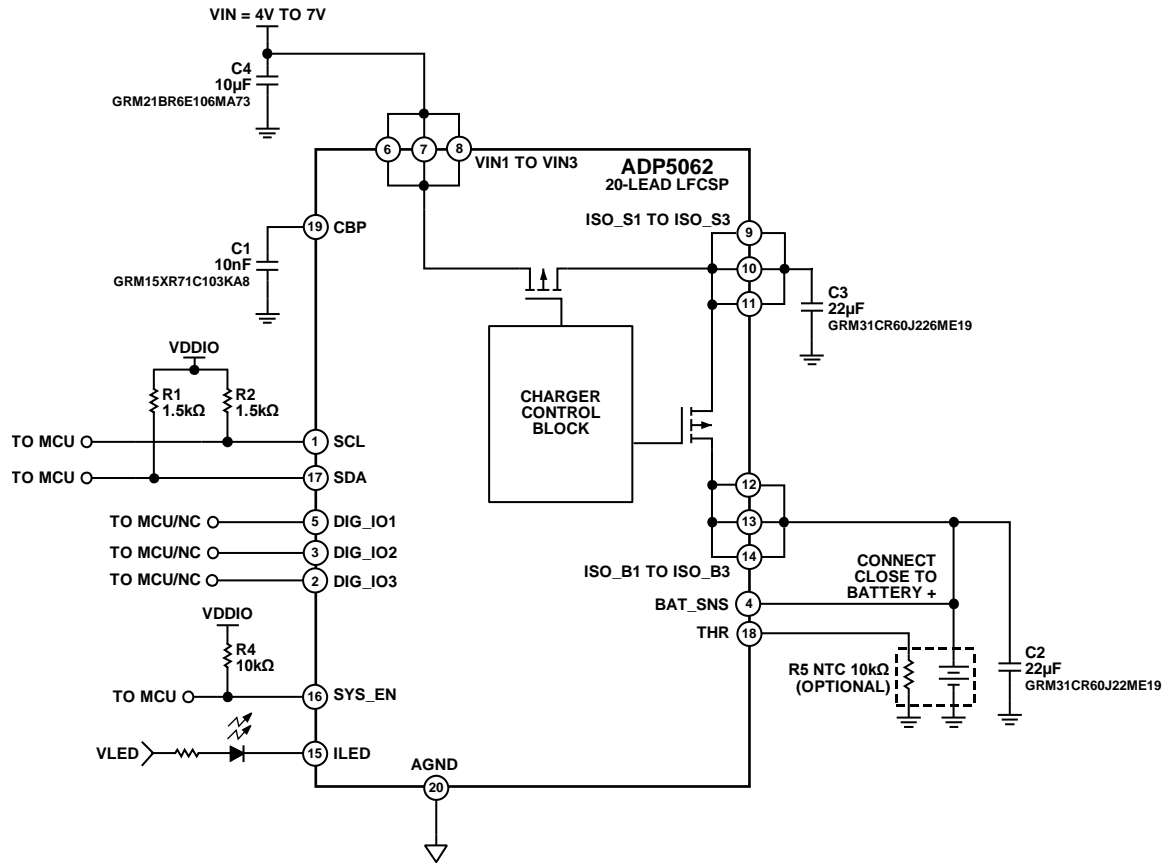 VIN = 4V TO 7V
C4
10µF
GRM21BR6E106MA73
6
7
8
VIN1 TO VIN3
ADP5062
20-LEAD LFCSP
ISO_S1 TO ISO_S3
9
10
11
C3
22µF
GRM31CR60J226ME19
19
CBP
C1
10nF
GRM15XR71C103KA8
VDDIO
R1
1.5kΩ
R2
1.5kΩ
CHARGER
CONTROL
BLOCK
TO MCU
1
SCL
TO MCU
17
SDA
TO MCU/NC
5
DIG_IO1
TO MCU/NC
3
DIG_IO2
TO MCU/NC
2
DIG_IO3
12
13
14
ISO_B1 TO ISO_B3
CONNECT
CLOSE TO
BATTERY +
BAT_SNS
4
THR
18
VDDIO
R4
10kΩ
R5 NTC 10kΩ
(OPTIONAL)
C2
22µF
GRM31CR60J22ME19
TO MCU
16
SYS_EN
VLED
15
ILED
AGND
20